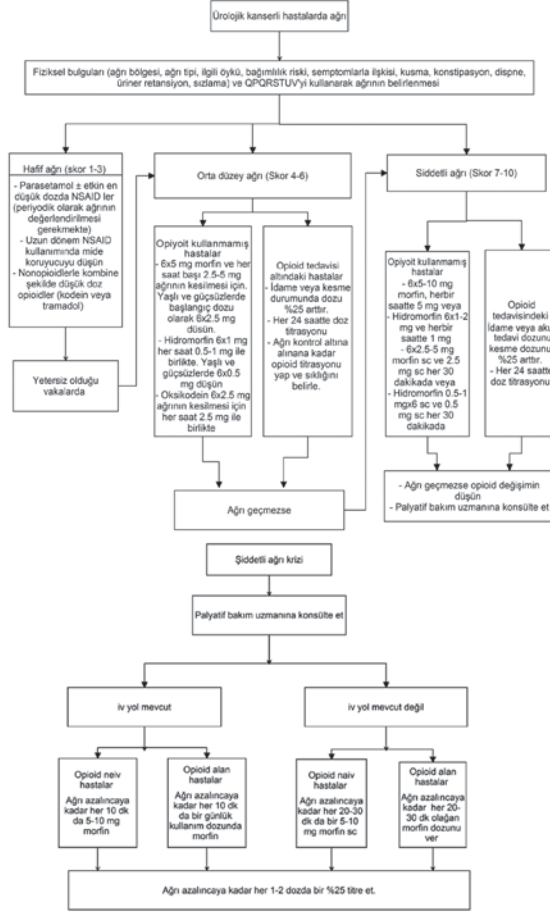 Ürolojik kanserli hastalarda ağrı
Fiziksel bulguları (ağrı bölgesi, ağrı tipi, ilgili öykü, bağımlılık riski, semptomlarla ilşkisi, kusma, konstipasyon, dispne,
üriner retansiyon, sızlama) ve QPQRSTUV'yi kullanarak ağrının belirlenmesi
Hafif ağrı (skor 1-3)
- Parasetamol ± etkin en
düşük dozda NSAID ler
(periyodik olarak ağrının
değerlendirilmesi
gerekmekte)
- Uzun dönem NSAID
kullanımında mide
koruyucuyu düşün
- Nonopioidlerle kombine
şekilde düşük doz
opioidler (kodein veya
tramadol)
Yetersiz olduğu
vakalarda
Orta düzey ağrı (Skor 4-6)
Opiyoit kullanmamış
hastalar
- 6x5 mg morfin ve her
saat başı 2.5-5 mg
ağrının kesilmesi için.
Yaşlı ve güçsüzlerde
başlangıç dozu
olarak 6x2.5 mg
düşün.
- Hidromorfin 6x1 mg
her saat 0.5-1 mg ile
birlikte. Yaşlı ve
güçsüzlerde 6x0.5
mg düşün
- Oksikodein 6x2.5 mg
ağrının kesilmesi için
her saat 2.5 mg ile
birlikte
Opioid tedavisi
altındaki hastalar
- İdame veya kesme
durumunda dozu
%25 arttır.
- Her 24 saatte doz
titrasyonu
- Ağrı kontrol altına
alınana kadar
opioid titrasyonu
yap ve sıklığını
belirle.
Ağrı geçmezse
Siddetli ağrı (Skor 7-10)
Opiyoit kullanmamış
hastalar
- 6x5-10 mg
morfin, herbir
saatte 5 mg veya
- Hidromorfin 6x1-2
mg ve herbir
saatte 1 mg
- 6x2.5-5 mg
morfin sc ve 2.5
mg sc her 30
dakikada veya
- Hidromorfin 0.5-1
mgx6 sc ve 0.5
mg sc her 30
dakikada
Opioid
tedavisindeki
İdame veya aku
tedavi dozunu
kesme dozunu
%25 arttır.
- Her 24 saatte
doz titrasyonu
- Ağrı geçmezse opioid değişimin
düşün
- Palyatif bakım uzmanına konsülte et
Şiddetli ağrı krizi
Palyatif bakım uzmanına konsülte et
iv yol mevcut
iv yol mevcut değil
Opioid neiv
hastalar
Ağrı azalıncaya
kadar her 10 dk
da 5-10 mg
morfin
Opioid alan
hastalar
Ağrı azalıncaya
kadar her 10 dk
da bir günlük
kullanım dozunda
morfin
Opioid naiv
hastalar
Ağrı azalıncaya
kadar her 20-30
dk da bir 5-10
mg morfin sc
Opioid alan
hastalar
Ağrı azalıncaya
kadar her 20-
30 dk olağan
morfin dozunu
ver
Ağrı azalıncaya kadar her 1-2 dozda bir %25 titre et.